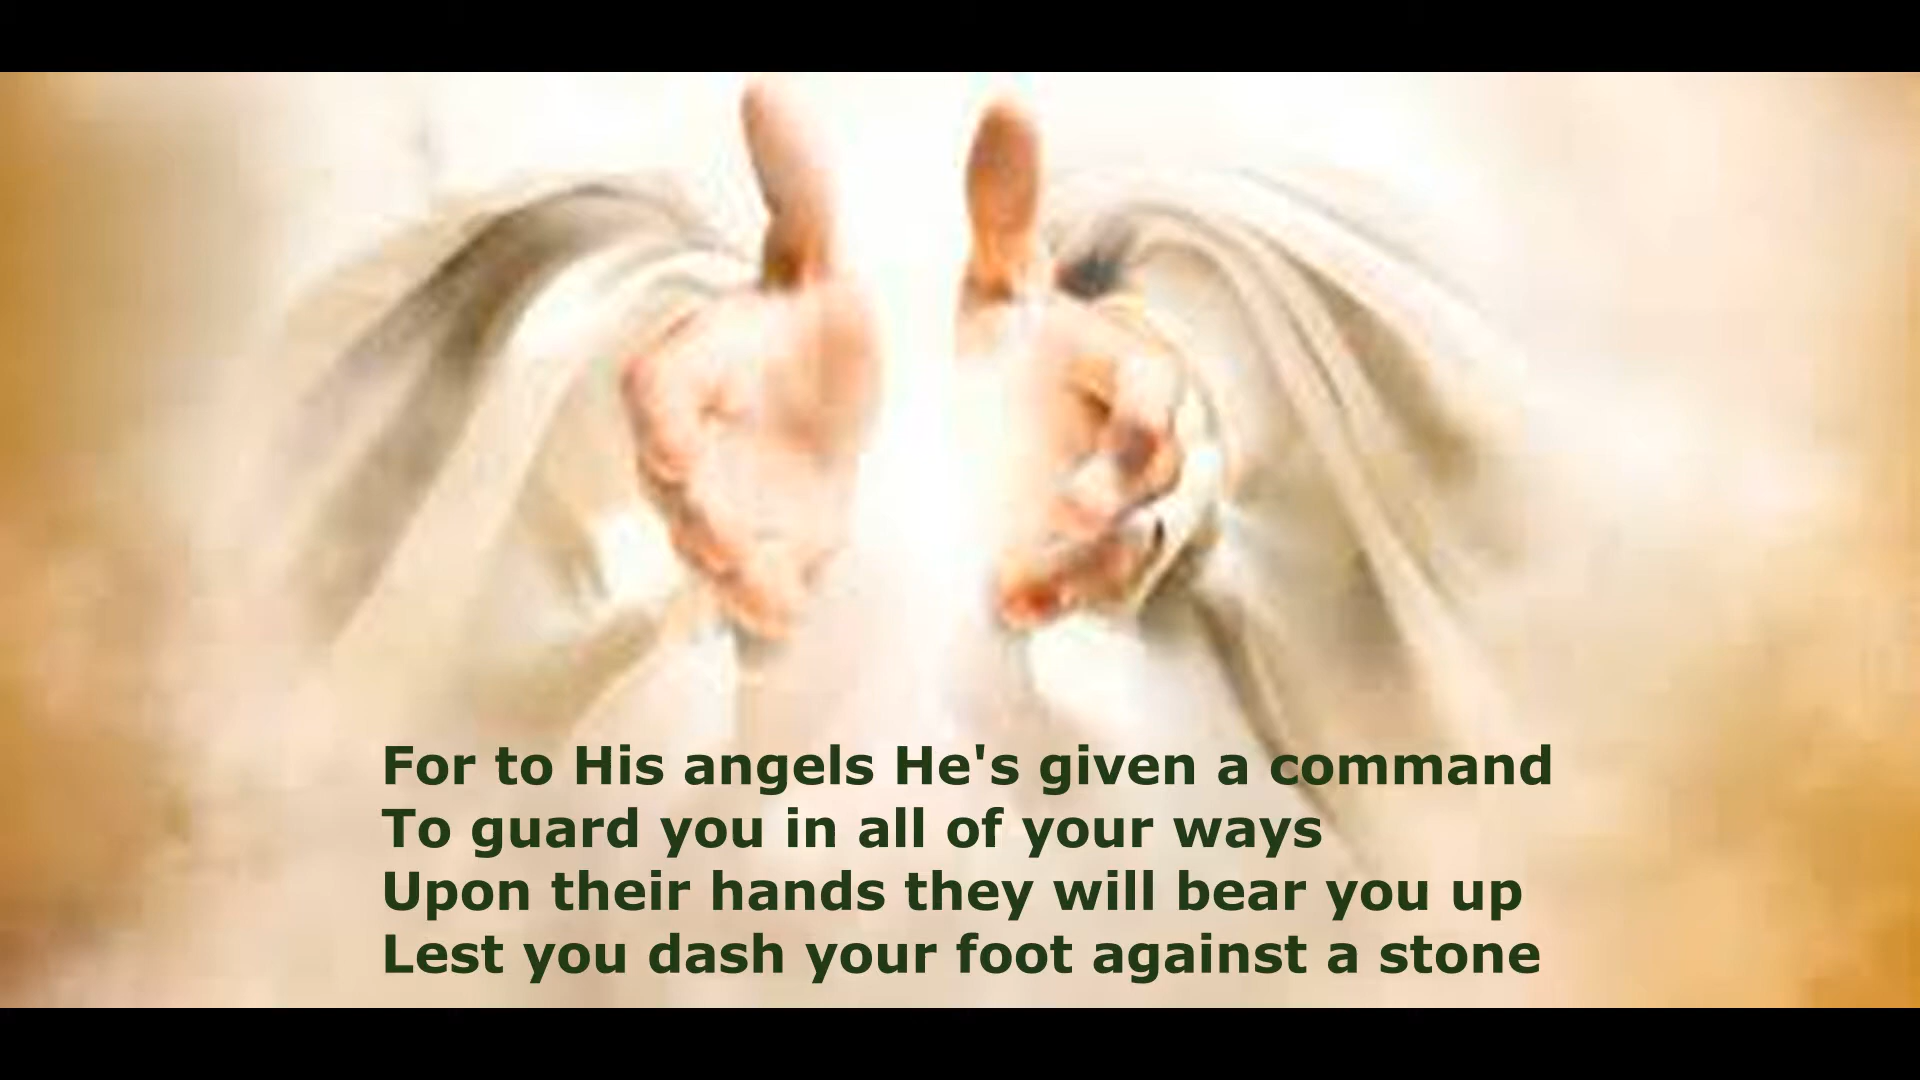 For to His angels He's given a command
To guard you in all of your ways
Upon their hands they will bear you up
Lest you dash your foot against a stone